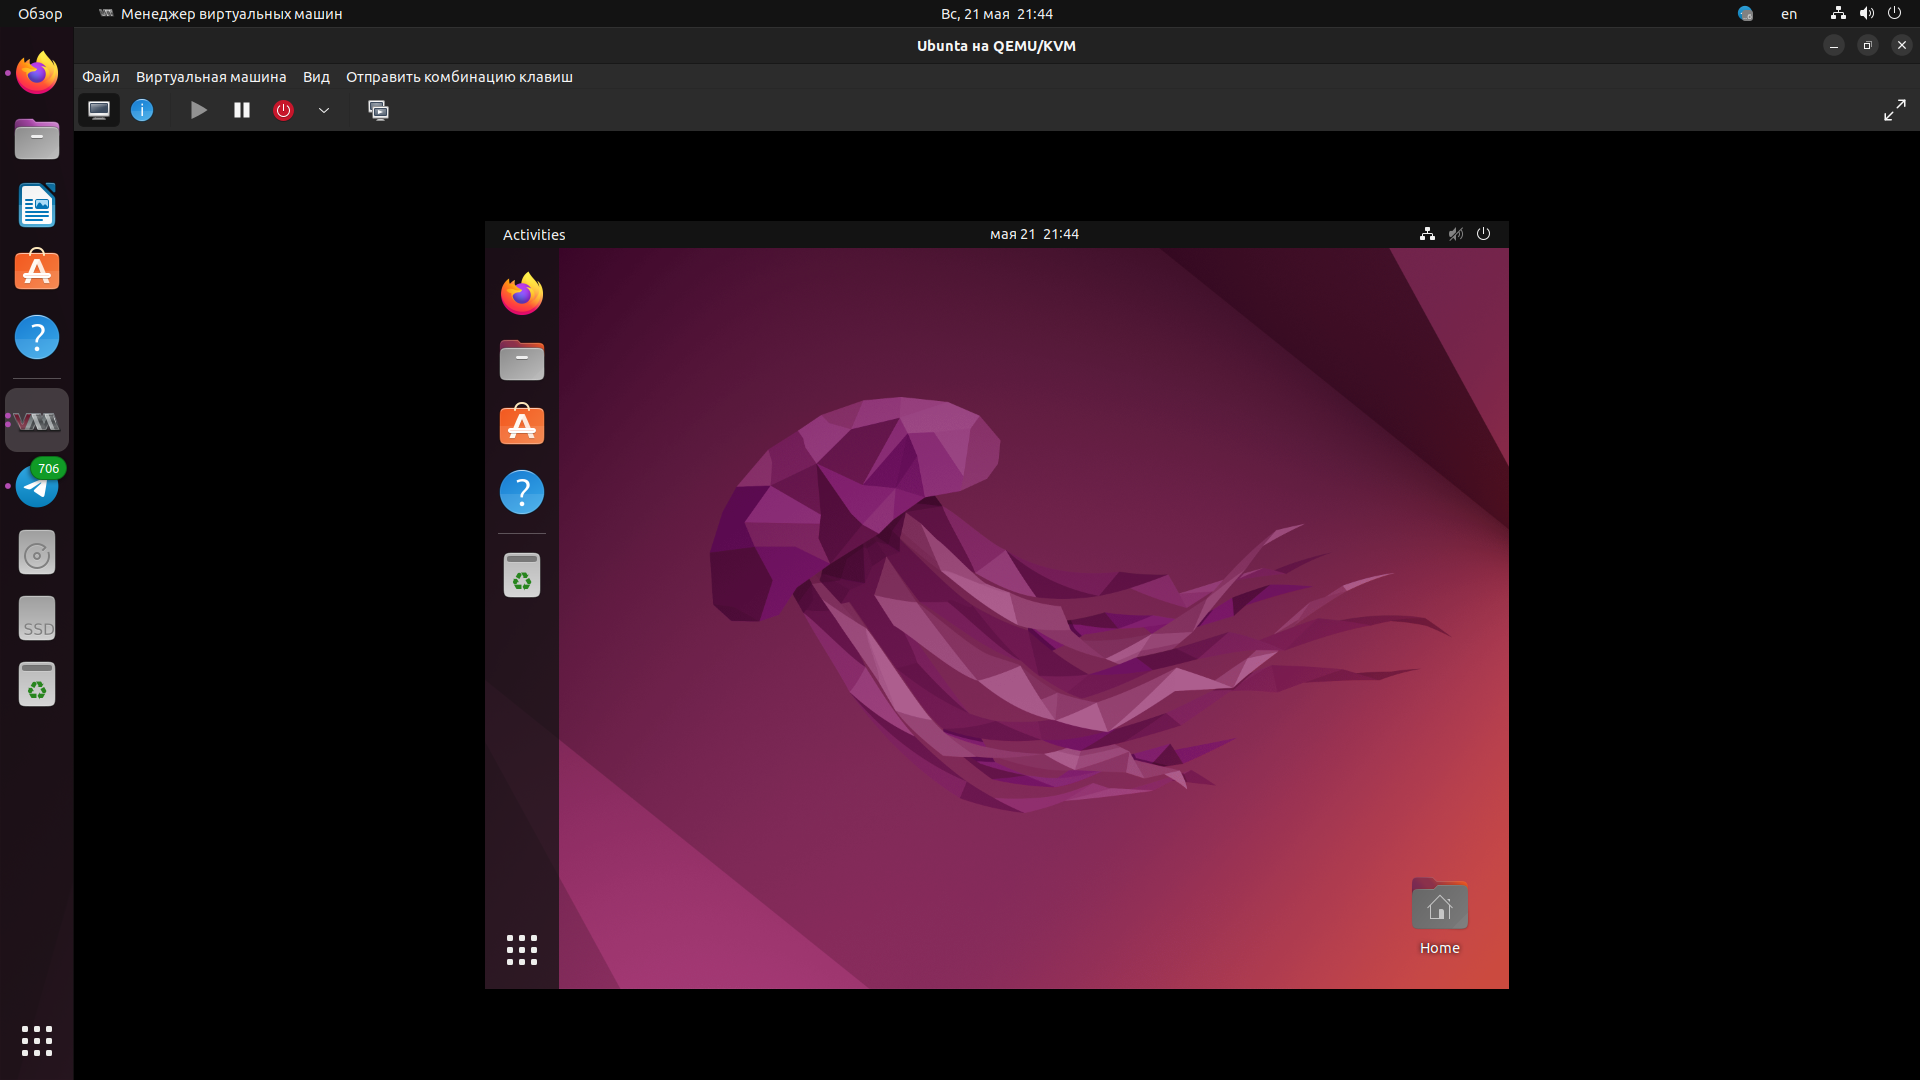 Обзор
Менеджер виртуальных машин
Вс, 21 мая 21:44
en
Ubunta на QEMU/KVM
Файл Виртуальная машина Вид Отправить комбинацию клавиш
Activities
мая 21 21:44
706
SSD
Home